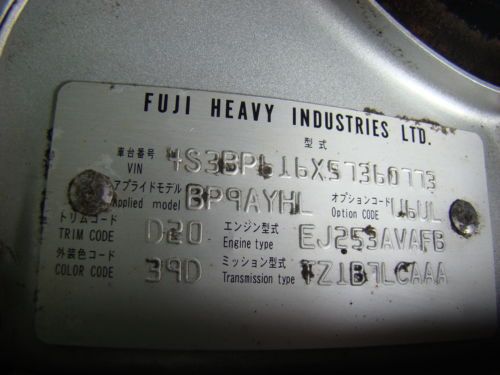 FUJI HEAVY INDUSTRIES LTD.
型式
車台番号 VIN 4S3BP616X57360773
アプライドモデル Applied model BP9AYHL オプションコード Option CODE U6UL
トリムコード TRIM CODE D20 エンジン型式 Engine type EJ253AVAFB
外装色コード COLOR CODE 39D ミッション型式 Transmission type TZ1B7LCAAA